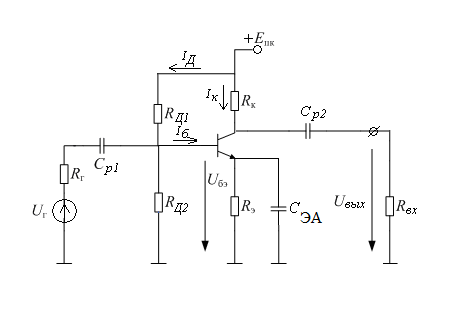 +Eпк
IД
Iк
Rк
RД1
Cр2
Iб
Cр1
Rг
Uбэ
Uг
RД2
Rэ
CЭА
Uвых
Rвх